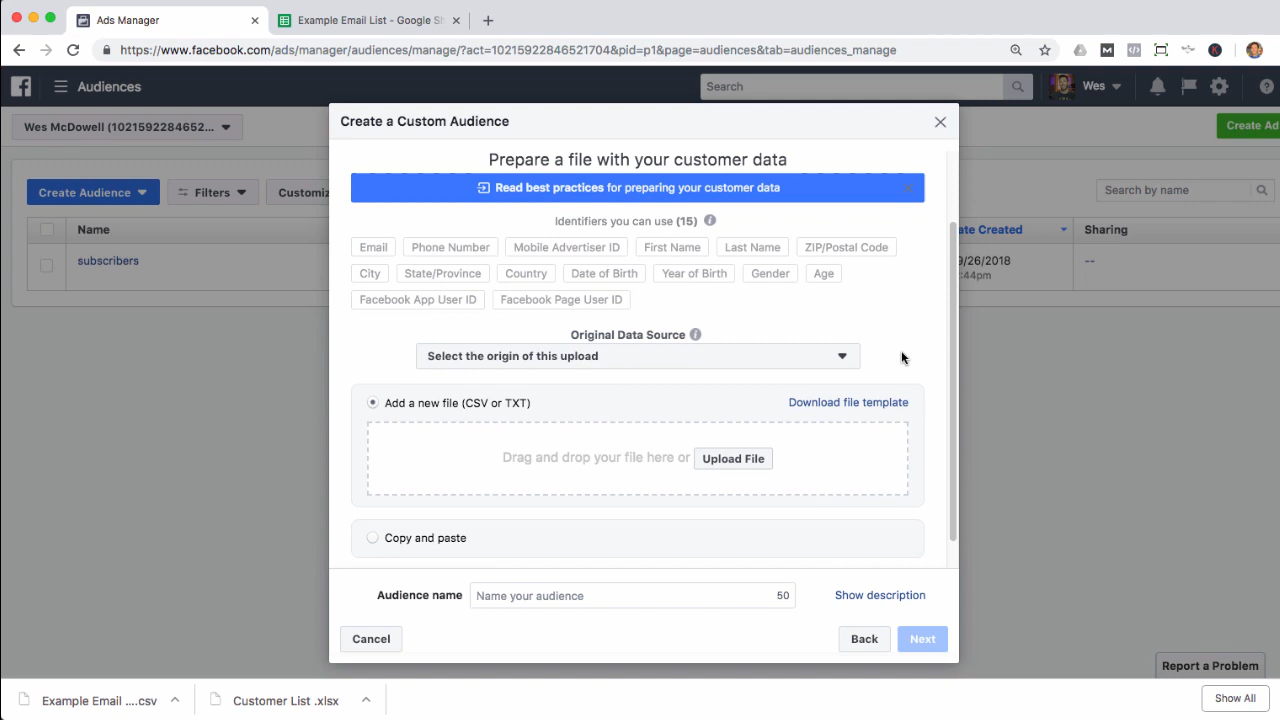 Ads Manager
Example Email List - Google Sh
https://www.facebook.com/ads/manager/audiences/manage/?act=10215922846521704&pid=p1&page=audiences&tab=audiences_manage
Audiences
Search
Wes
Wes McDowell (1021592284652...
Create Ad
Create Audience
Filters
Customiz
Search by name
Name
ate Created
Sharing
subscribers
9/26/2018
:44pm
--
Create a Custom Audience
Prepare a file with your customer data
Read best practices for preparing your customer data
Identifiers you can use (15)
Email Phone Number Mobile Advertiser ID First Name Last Name ZIP/Postal Code
City State/Province Country Date of Birth Year of Birth Gender Age
Facebook App User ID Facebook Page User ID
Original Data Source
Select the origin of this upload
Add a new file (CSV or TXT)
Download file template
Drag and drop your file here or Upload File
Copy and paste
Audience name
Name your audience
50
Show description
Cancel
Back
Next
Report a Problem
Example Email ....csv
Customer List .xlsx
Show All